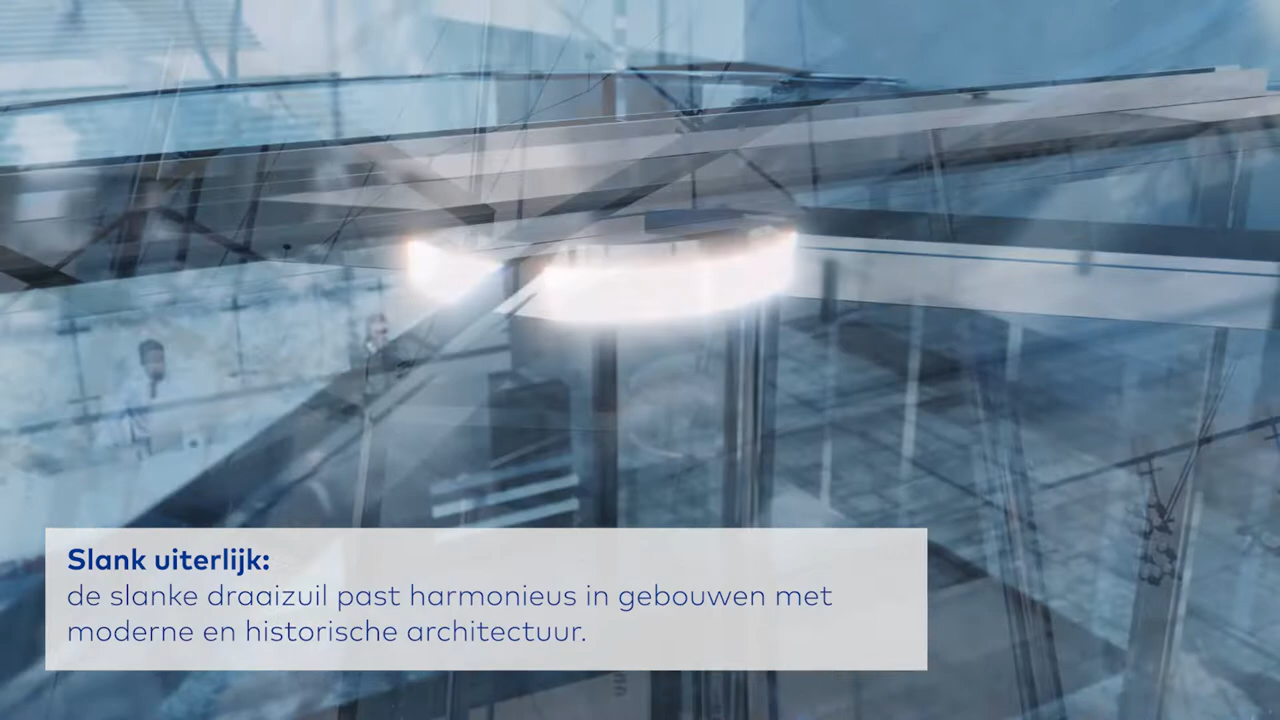 Slank uiterlijk:
de slanke draaizuil past harmonieus in gebouwen met
moderne en historische architectuur.